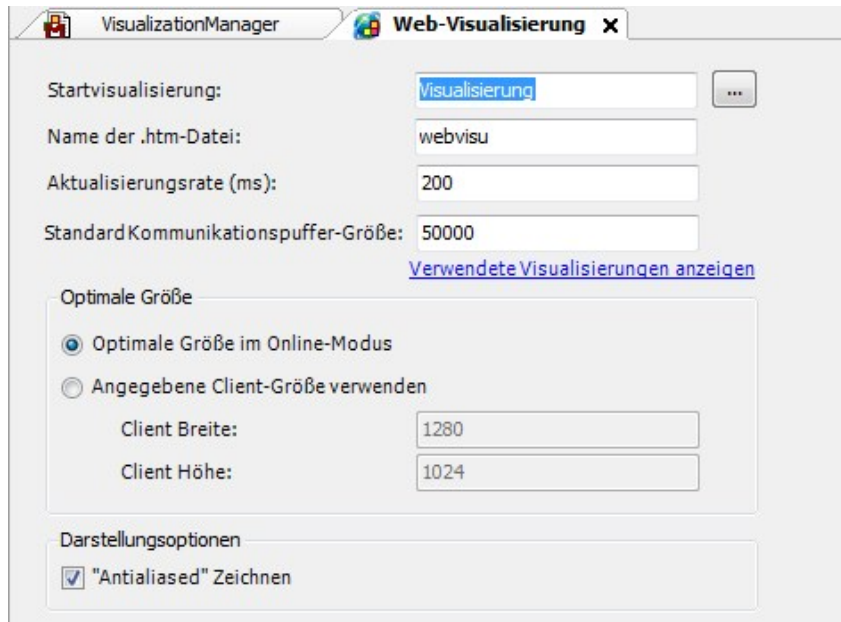 VisualizationManager
Web-Visualisierung
Startvisualisierung: Visualisierung ...
Name der .htm-Datei: webvisu
Aktualisierungsrate (ms): 200
Standard Kommunikationspuffer-Größe: 50000
Verwendete Visualisierungen anzeigen
Optimale Größe
Optimale Größe im Online-Modus
Angegebene Client-Größe verwenden
Client Breite: 1280
Client Höhe: 1024
Darstellungsoptionen
"Antialiased" Zeichnen